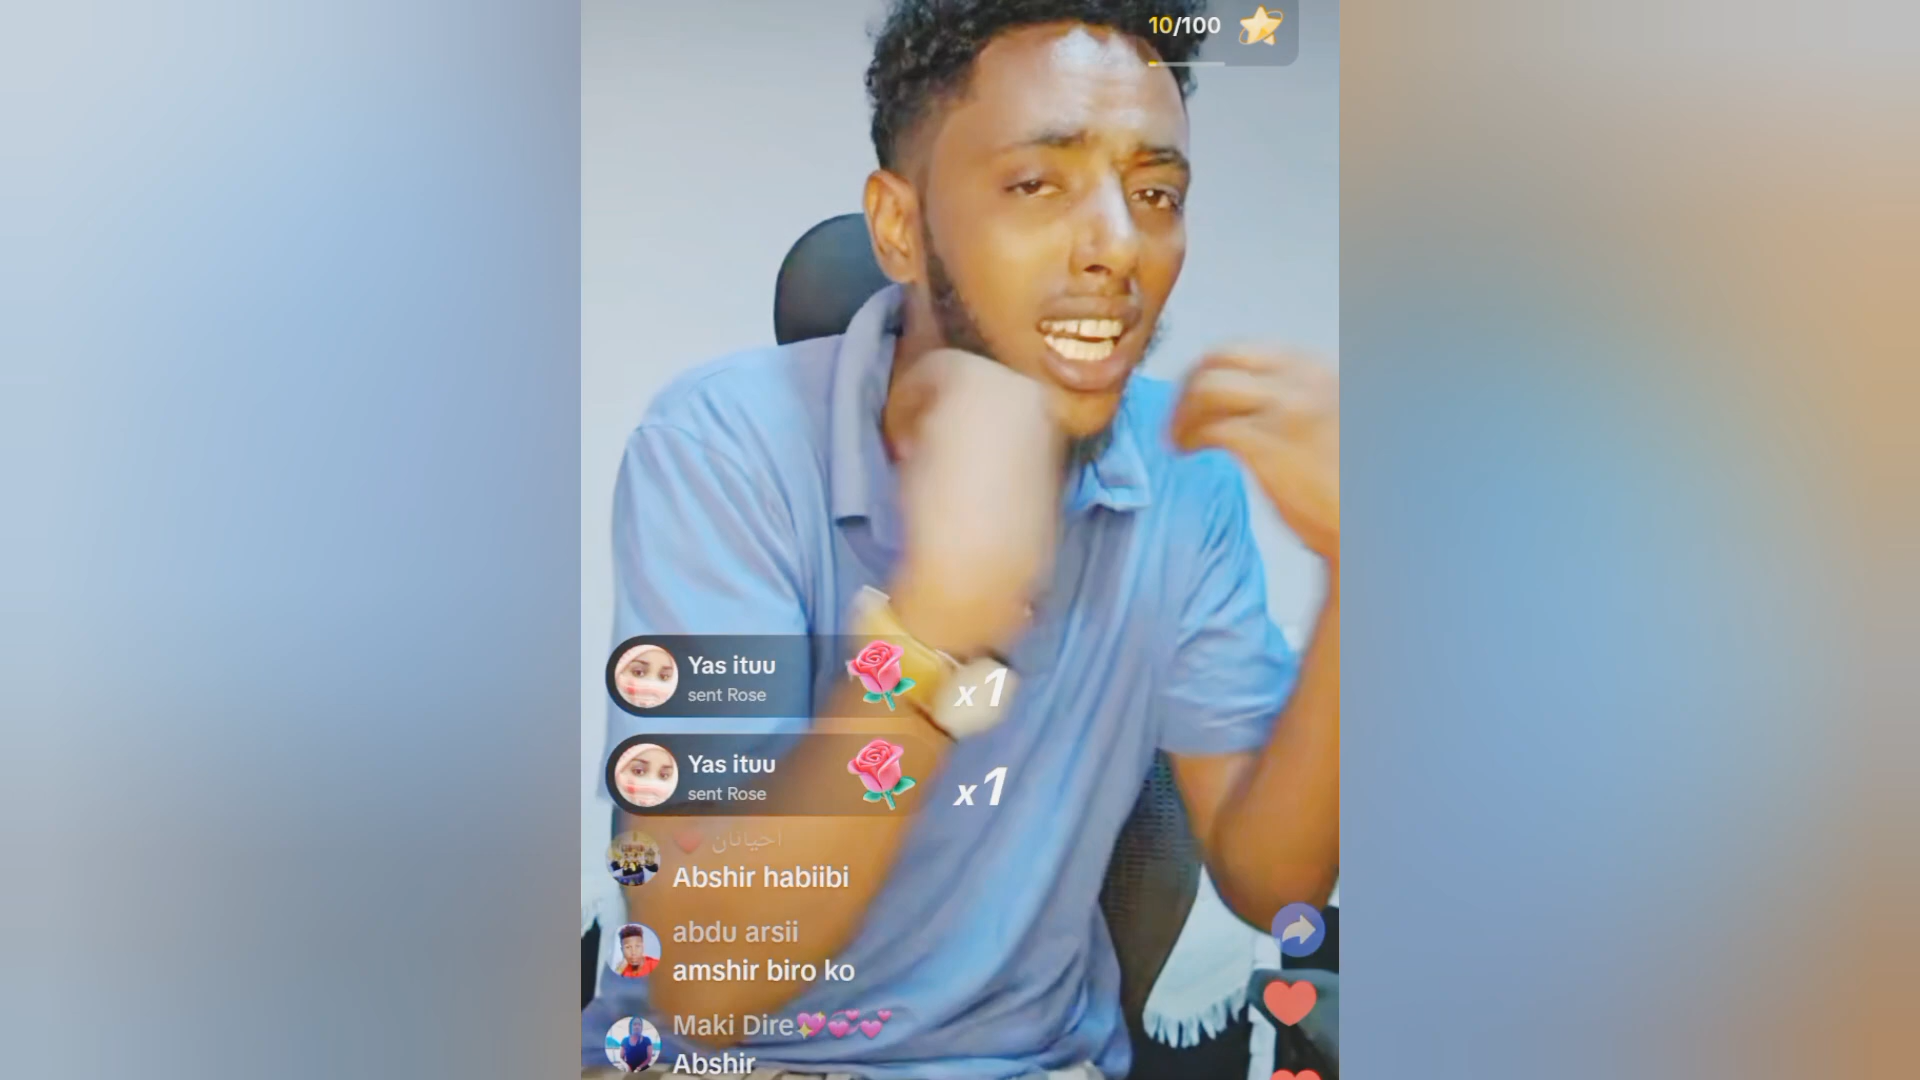 10/100
Yas ituu
sent Rose
x1
Yas ituu
sent Rose
x1
احيانان
Abshir habiibi
abdu arsii
amshir biro ko
Maki Dire
Abshir